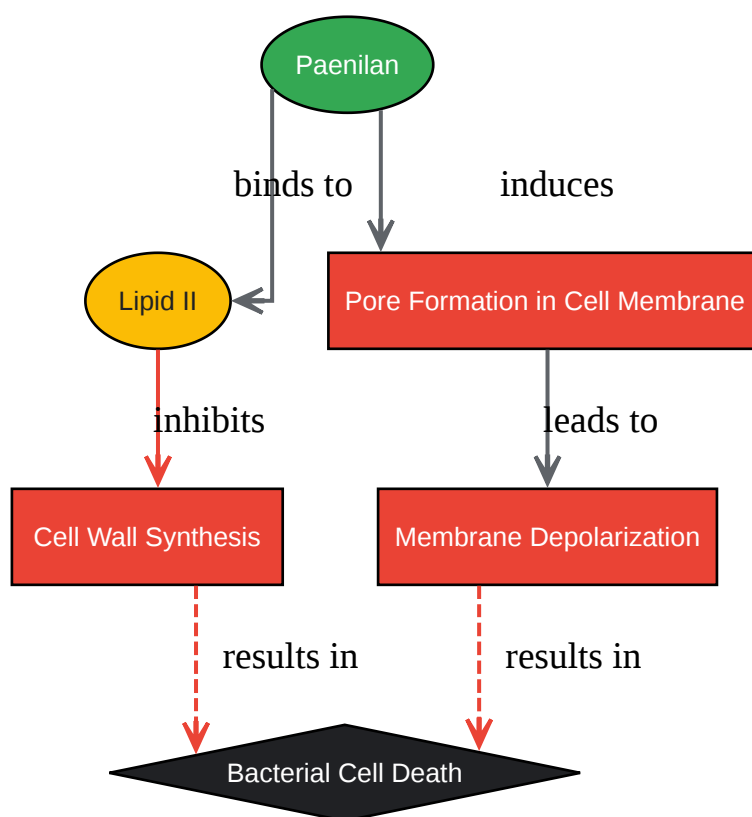 Paenilan
binds to
induces
Lipid II
Pore Formation in Cell Membrane
inhibits
leads to
Cell Wall Synthesis
Membrane Depolarization
results in
results in
Bacterial Cell Death